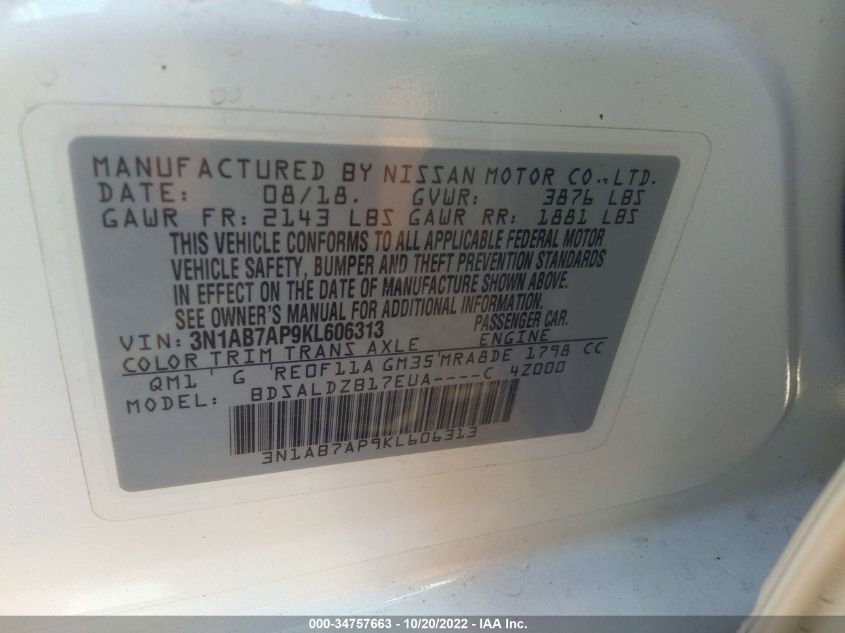 MANUFACTURED BY NISSAN MOTOR CO., LTD.
DATE: 08/18. GVWR: 3876 LBS
GAWR FR: 2143 LBS GAWR RR: 1881 LBS
THIS VEHICLE CONFORMS TO ALL APPLICABLE FEDERAL MOTOR
VEHICLE SAFETY, BUMPER AND THEFT PREVENTION STANDARDS
IN EFFECT ON THE DATE OF MANUFACTURE SHOWN ABOVE.
SEE OWNER'S MANUAL FOR ADDITIONAL INFORMATION.
VIN: 3N1AB7AP9KL606313 PASSENGER CAR.
COLOR TRIM TRANS AXLE ENGINE
QM1 G RE0F11A GM35 MRA8DE 1798 CC
MODEL: BDSALDZB17EUA----C 4Z000
3N1AB7AP9KL606313
000-34757663 - 10/20/2022 - IAA Inc.